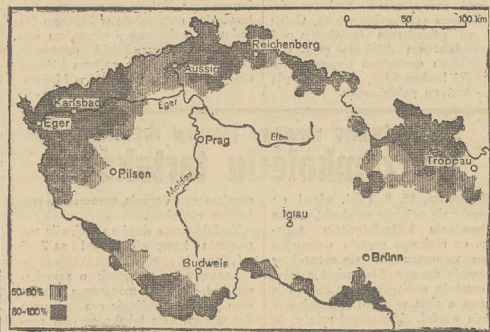 0 50 100 km
Reichenberg
Aussig
Karlsbad
Eger
Eger
Elbe
Prag
Troppau
Pilsen
Moldau
Iglau
Brünn
Budweis
50-80%
80-100%